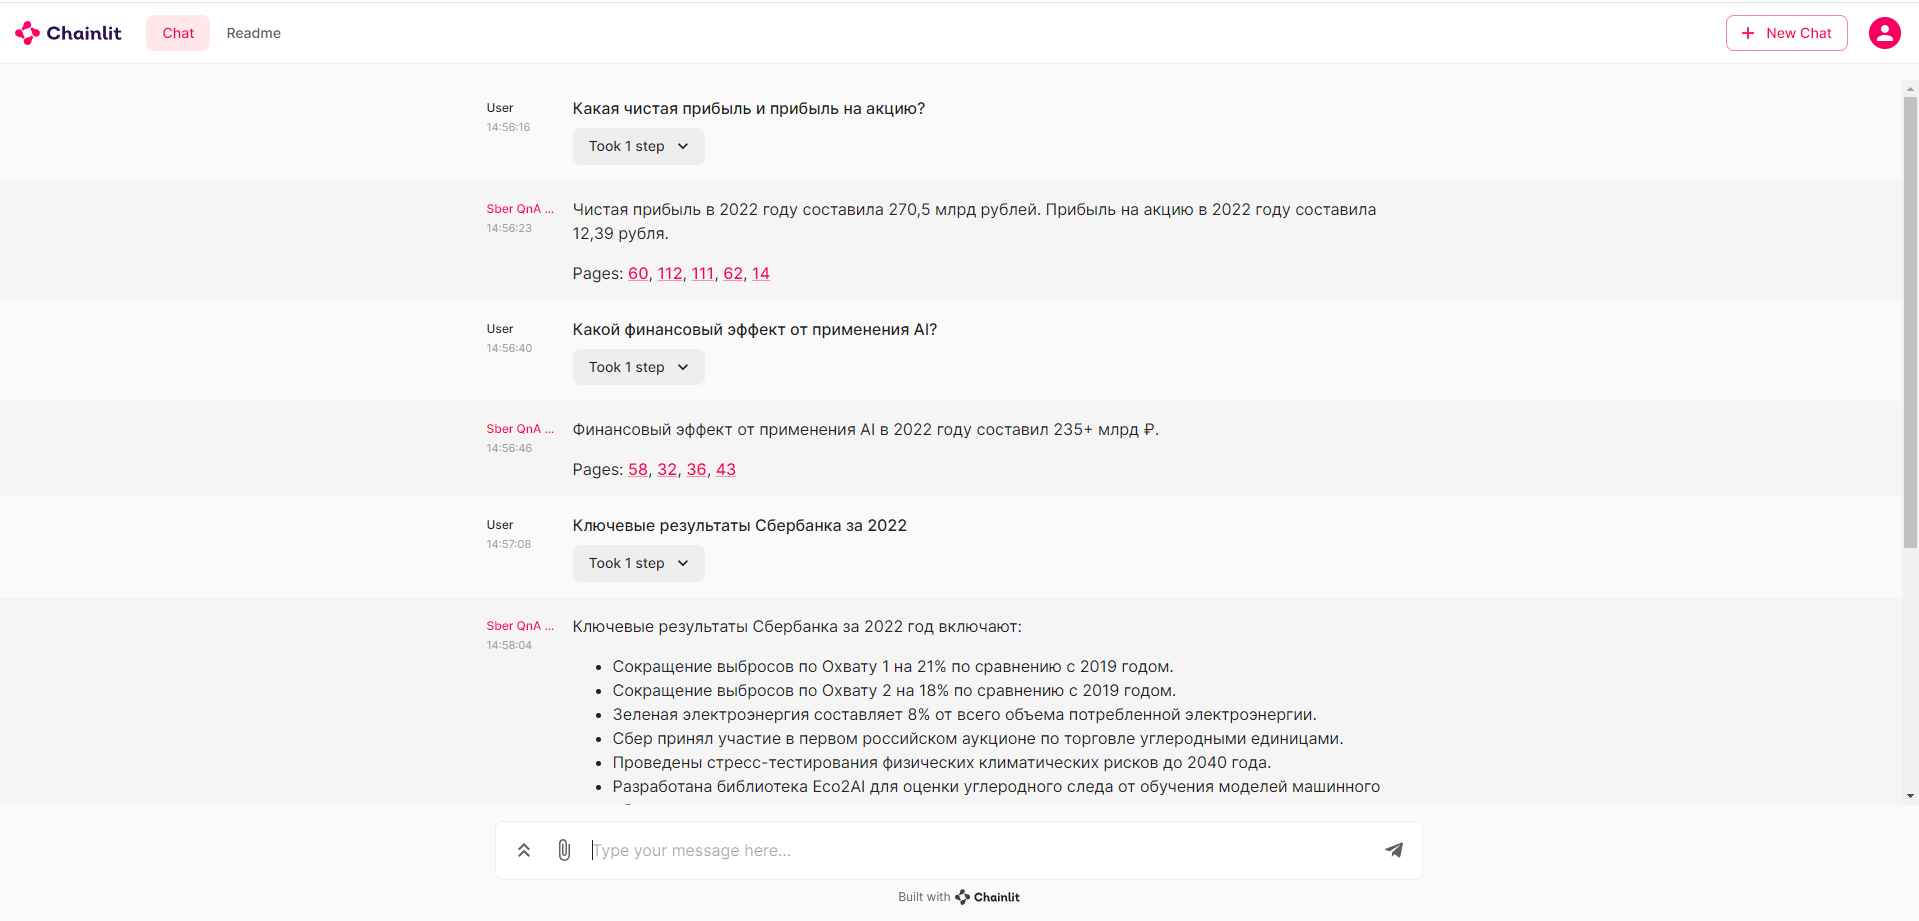 Chainlit
Chat
Readme
New Chat
User
14:56:16
Какая чистая прибыль и прибыль на акцию?
Took 1 step
Sber QnA ...
14:56:23
Чистая прибыль в 2022 году составила 270,5 млрд рублей. Прибыль на акцию в 2022 году составила
12,39 рубля.
Pages: 60, 112, 111, 62, 14
User
14:56:40
Какой финансовый эффект от применения AI?
Took 1 step
Sber QnA ...
14:56:46
Финансовый эффект от применения AI в 2022 году составил 235+ млрд ₽.
Pages: 58, 32, 36, 43
User
14:57:08
Ключевые результаты Сбербанка за 2022
Took 1 step
Sber QnA ...
14:58:04
Ключевые результаты Сбербанка за 2022 год включают:
• Сокращение выбросов по Охвату 1 на 21% по сравнению с 2019 годом.
• Сокращение выбросов по Охвату 2 на 18% по сравнению с 2019 годом.
• Зеленая электроэнергия составляет 8% от всего объема потребленной электроэнергии.
• Сбер принял участие в первом российском аукционе по торговле углеродными единицами.
• Проведены стресс-тестирования физических климатических рисков до 2040 года.
• Разработана библиотека Eco2AI для оценки углеродного следа от обучения моделей машинного
Type your message here...
Built with Chainlit